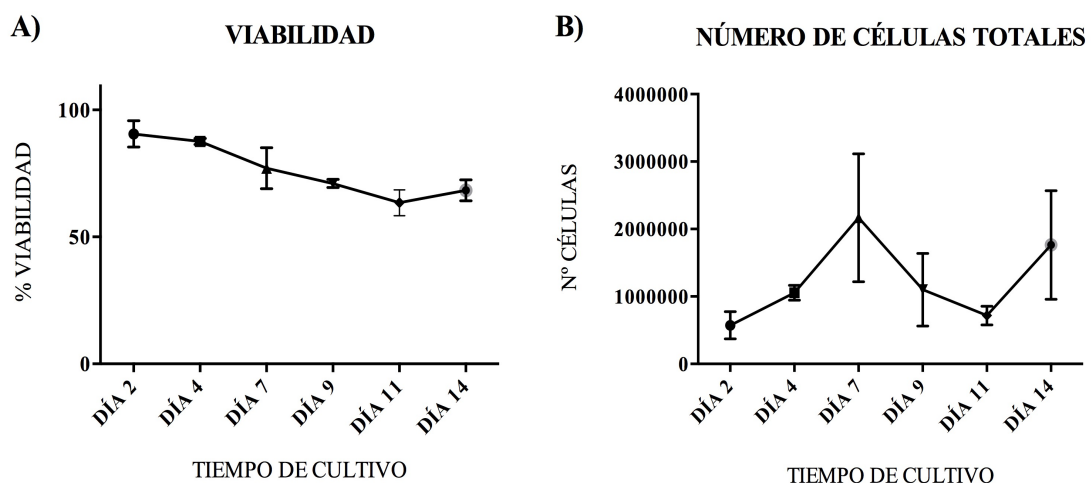 A)
VIABILIDAD
% VIABILIDAD
100
50
0
DÍA 2
DÍA 4
DÍA 7
DÍA 9
DÍA 11
DÍA 14
TIEMPO DE CULTIVO
B)
NÚMERO DE CÉLULAS TOTALES
Nº CÉLULAS
4000000
3000000
2000000
1000000
0
DÍA 2
DÍA 4
DÍA 7
DÍA 9
DÍA 11
DÍA 14
TIEMPO DE CULTIVO